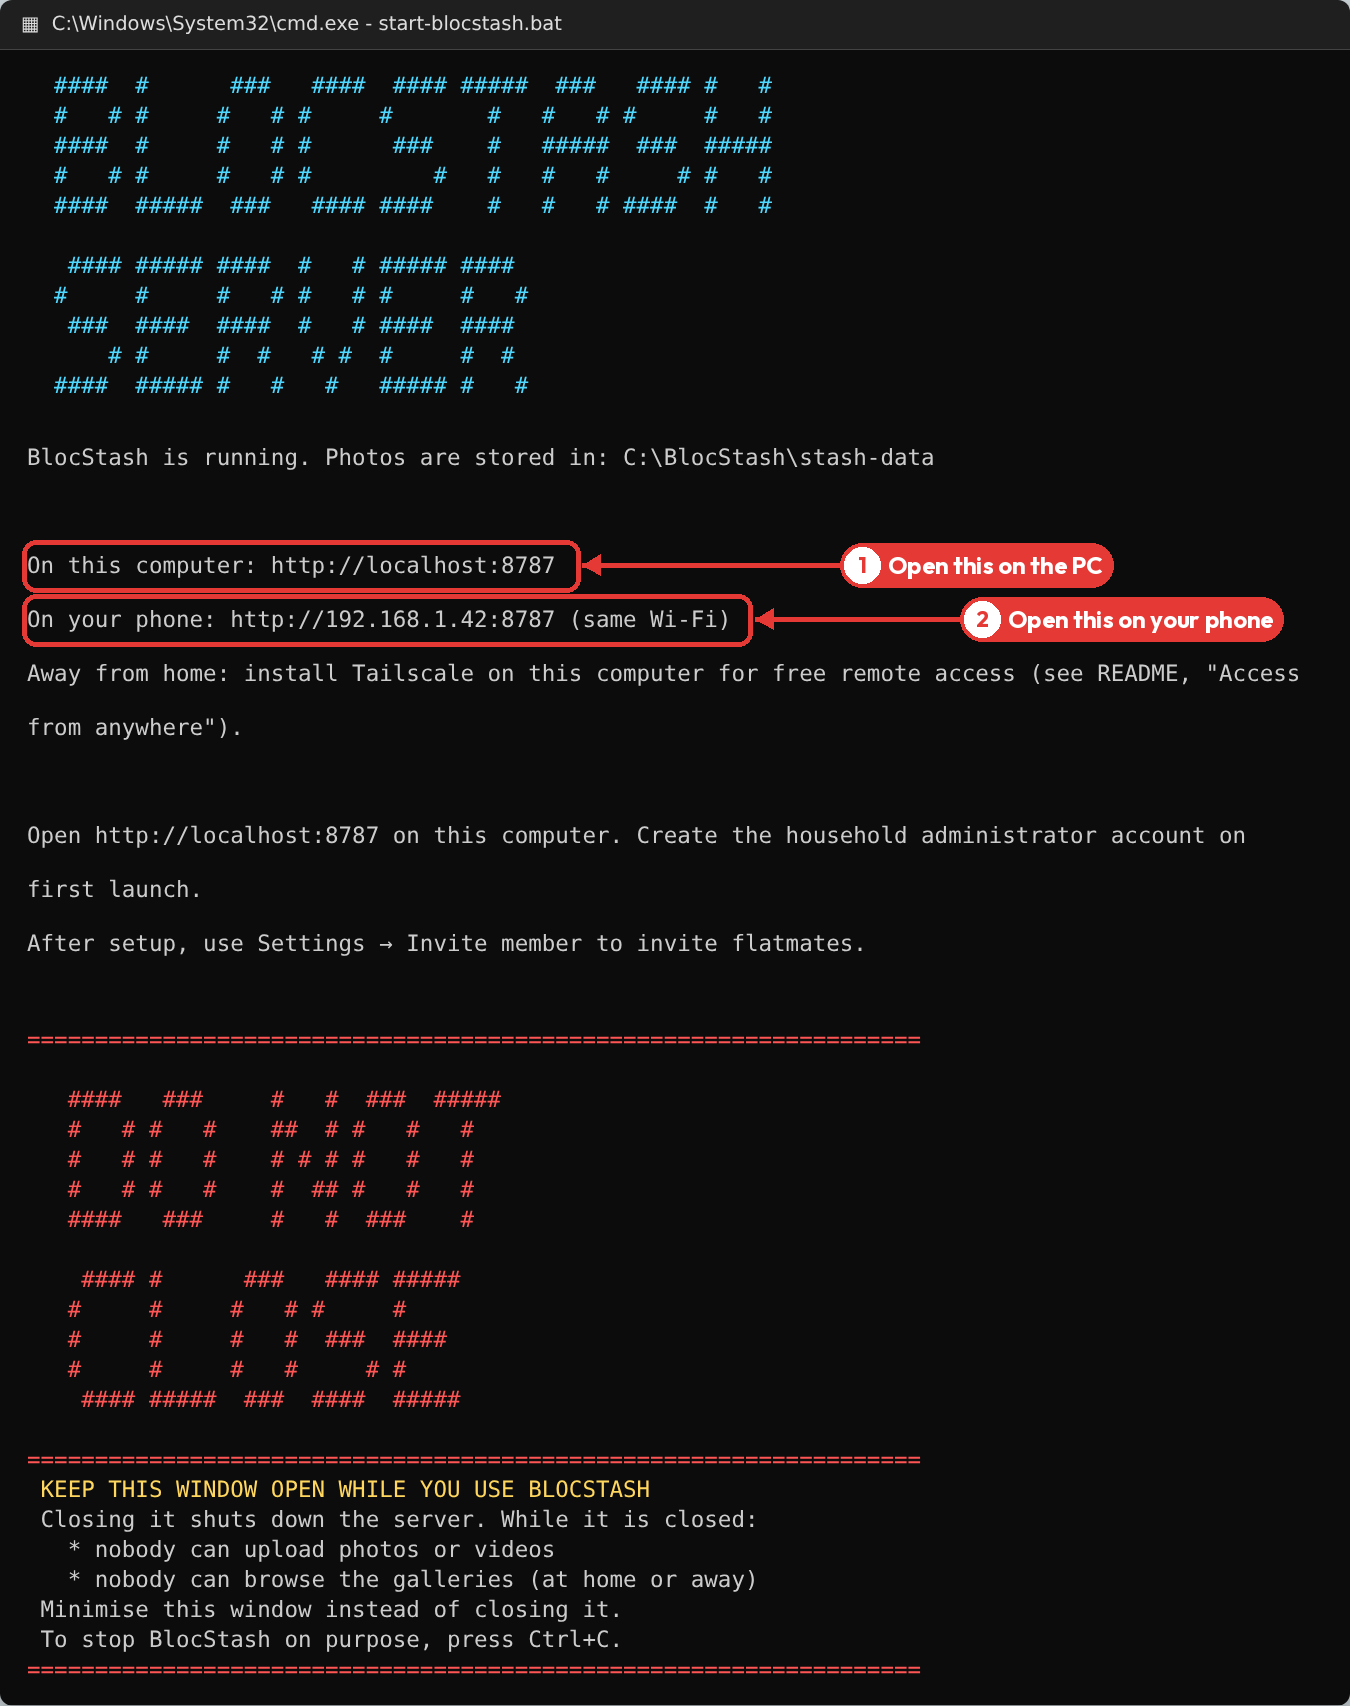 C:\Windows\System32\cmd.exe - start-blocstash.bat
BLOCSTASH
SERVER
BlocStash is running. Photos are stored in: C:\BlocStash\stash-data
On this computer: http://localhost:8787
1 Open this on the PC
On your phone: http://192.168.1.42:8787 (same Wi-Fi)
2 Open this on your phone
Away from home: install Tailscale on this computer for free remote access (see README, "Access
from anywhere").
Open http://localhost:8787 on this computer. Create the household administrator account on
first launch.
After setup, use Settings → Invite member to invite flatmates.
==================================================================
DO NOT
CLOSE
==================================================================
KEEP THIS WINDOW OPEN WHILE YOU USE BLOCSTASH
Closing it shuts down the server. While it is closed:
* nobody can upload photos or videos
* nobody can browse the galleries (at home or away)
Minimise this window instead of closing it.
To stop BlocStash on purpose, press Ctrl+C.
==================================================================